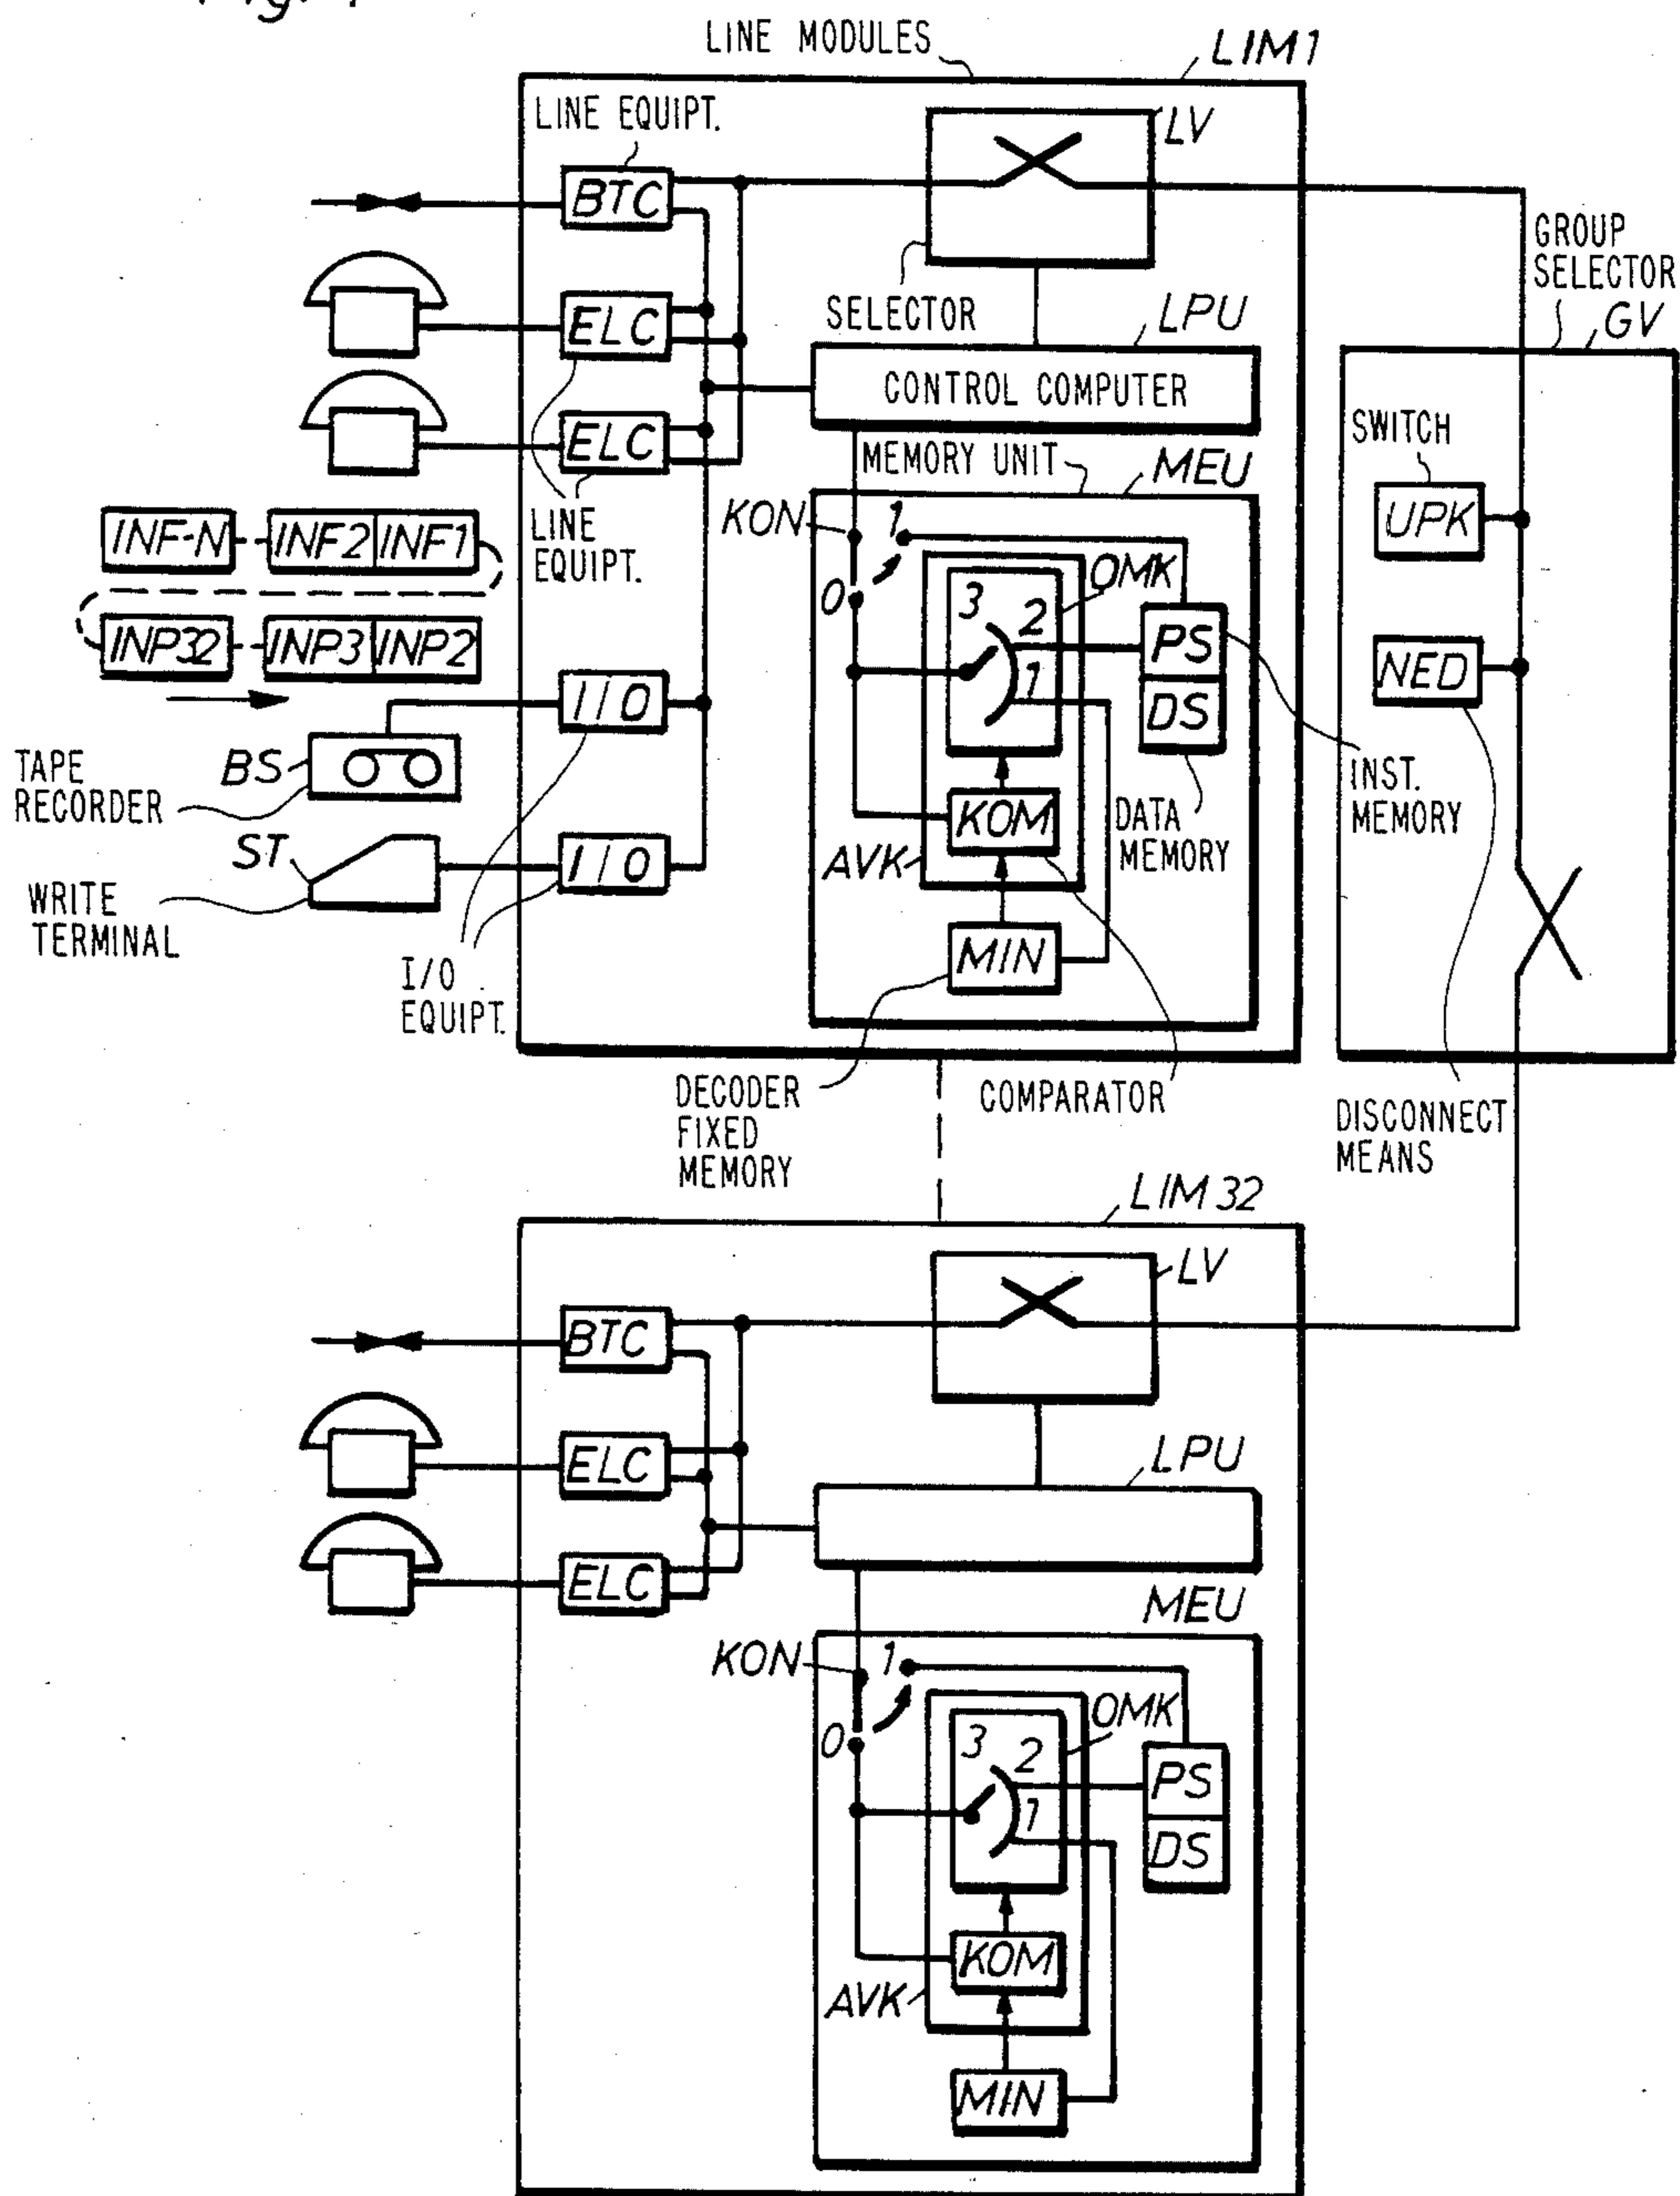 Fig. 1
LINE MODULES
LIM1
LINE EQUIPT.
LV
BTC
GROUP
SELECTOR
GV
ELC
SELECTOR
LPU
CONTROL COMPUTER
SWITCH
ELC
MEMORY UNIT
MEU
UPK
INF-N
INF2
INF1
LINE
EQUIPT.
KON
1
0
OMK
3
2
1
PS
DS
NED
INP32
INP3
INP2
I/O
TAPE
RECORDER
BS
INST.
MEMORY
KOM
DATA
MEMORY
AVK
ST
I/O
WRITE
TERMINAL
MIN
I/O
EQUIPT.
DECODER
FIXED
MEMORY
COMPARATOR
DISCONNECT
MEANS
LIM 32
LV
BTC
ELC
LPU
ELC
MEU
KON
1
0
OMK
3
2
1
PS
DS
KOM
AVK
MIN